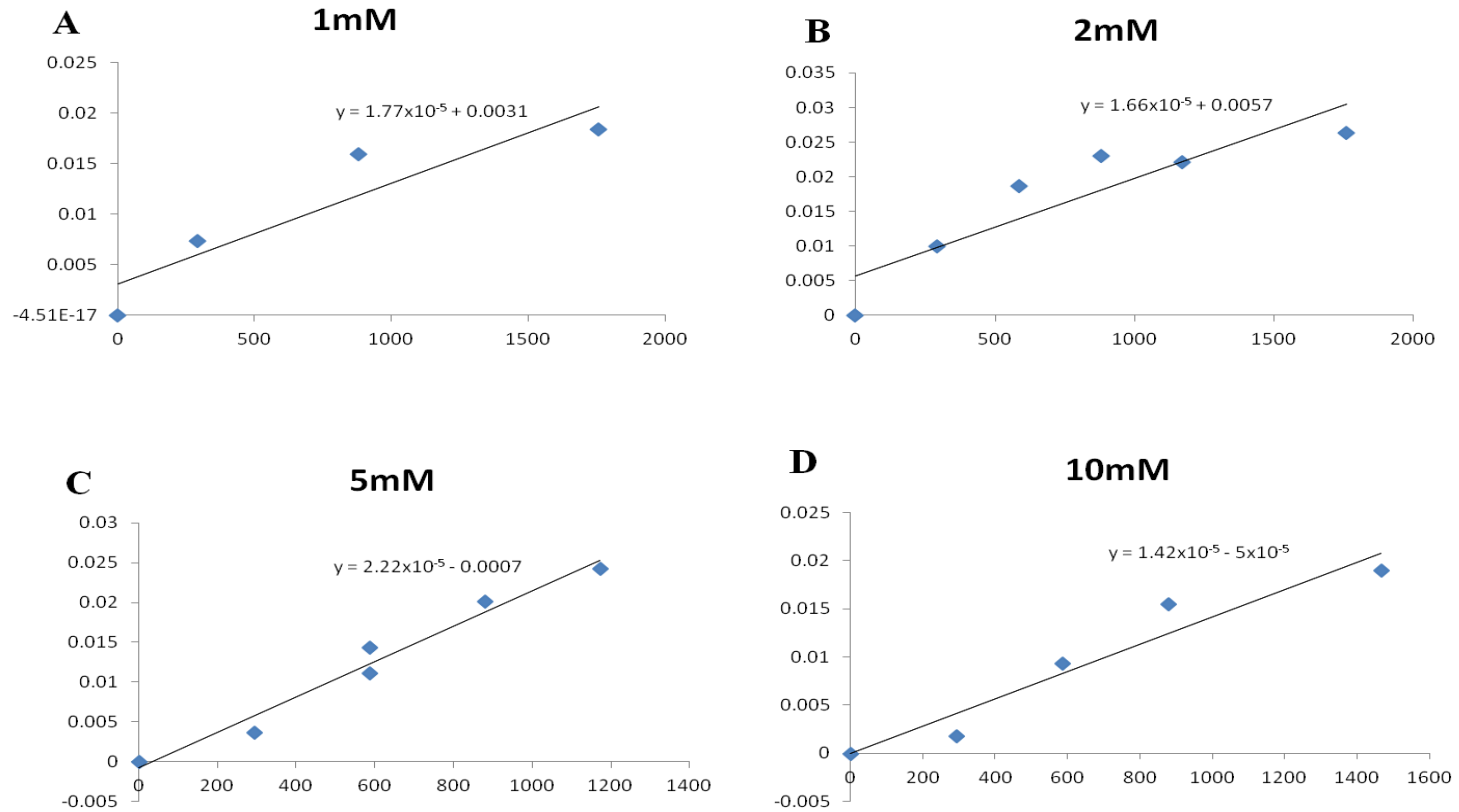 A
1mM
0.025
0.02
0.015
0.01
0.005
-4.51E-17
y = 1.77x10⁻⁵ + 0.0031
0 500 1000 1500 2000
B
2mM
0.035
0.03
0.025
0.02
0.015
0.01
0.005
0
y = 1.66x10⁻⁵ + 0.0057
0 500 1000 1500 2000
C
5mM
0.03
0.025
0.02
0.015
0.01
0.005
0
-0.005
y = 2.22x10⁻⁵ - 0.0007
0 200 400 600 800 1000 1200 1400
D
10mM
0.025
0.02
0.015
0.01
0.005
0
-0.005
y = 1.42x10⁻⁵ - 5x10⁻⁵
0 200 400 600 800 1000 1200 1400 1600